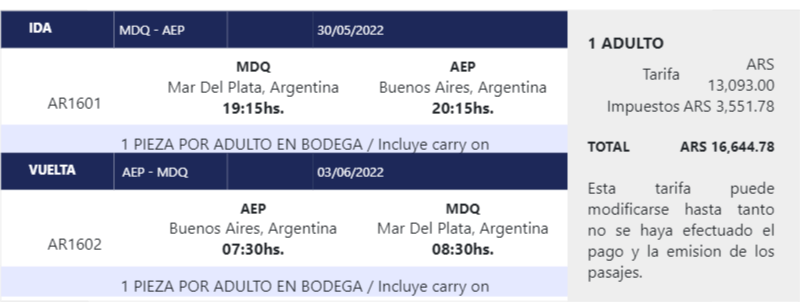 IDA MDQ - AEP 30/05/2022
MDQ AEP
Mar Del Plata, Argentina Buenos Aires, Argentina
AR1601
19:15hs. 20:15hs.
1 PIEZA POR ADULTO EN BODEGA / Incluye carry on
VUELTA AEP - MDQ 03/06/2022
AEP MDQ
Buenos Aires, Argentina Mar Del Plata, Argentina
AR1602
07:30hs. 08:30hs.
1 PIEZA POR ADULTO EN BODEGA / Incluye carry on
1 ADULTO
ARS
Tarifa
13,093.00
Impuestos ARS 3,551.78
TOTAL ARS 16,644.78
Esta tarifa puede
modificarse hasta tanto
no se haya efectuado el
pago y la emision de los
pasajes.